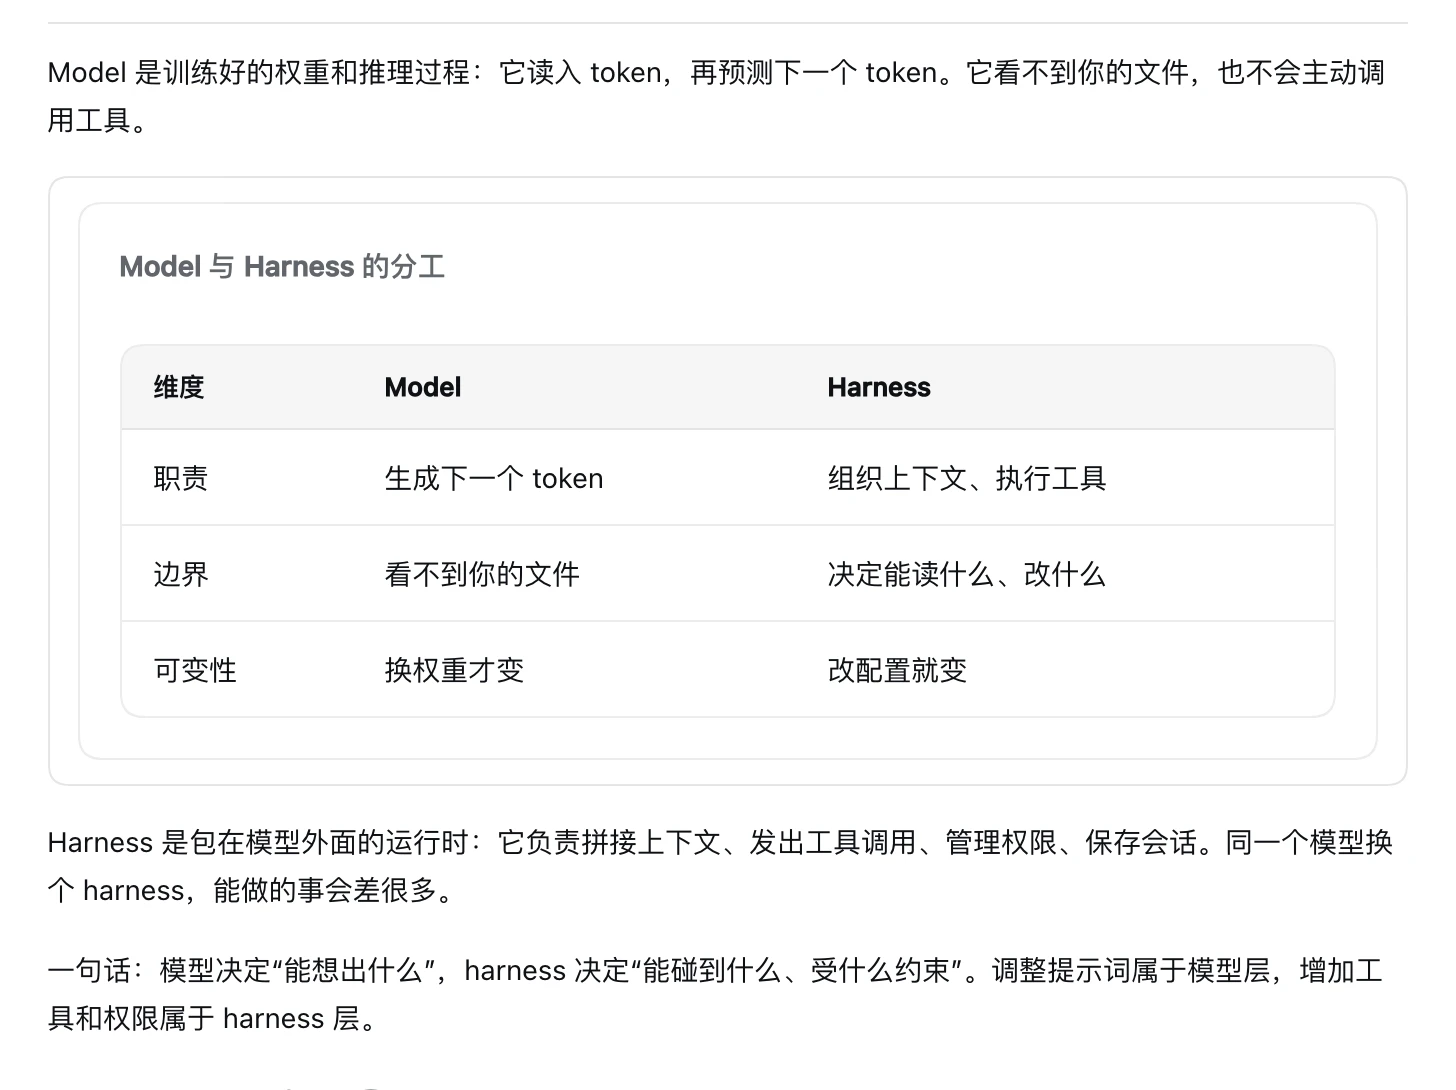 Model 是训练好的权重和推理过程：它读入 token，再预测下一个 token。它看不到你的文件，也不会主动调
用工具。
Model 与 Harness 的分工
维度 Model Harness
职责 生成下一个 token 组织上下文、执行工具
边界 看不到你的文件 决定能读什么、改什么
可变性 换权重才变 改配置就变
Harness 是包在模型外面的运行时：它负责拼接上下文、发出工具调用、管理权限、保存会话。同一个模型换
个 harness，能做的事会差很多。
一句话：模型决定“能想出什么”，harness 决定“能碰到什么、受什么约束”。调整提示词属于模型层，增加工
具和权限属于 harness 层。